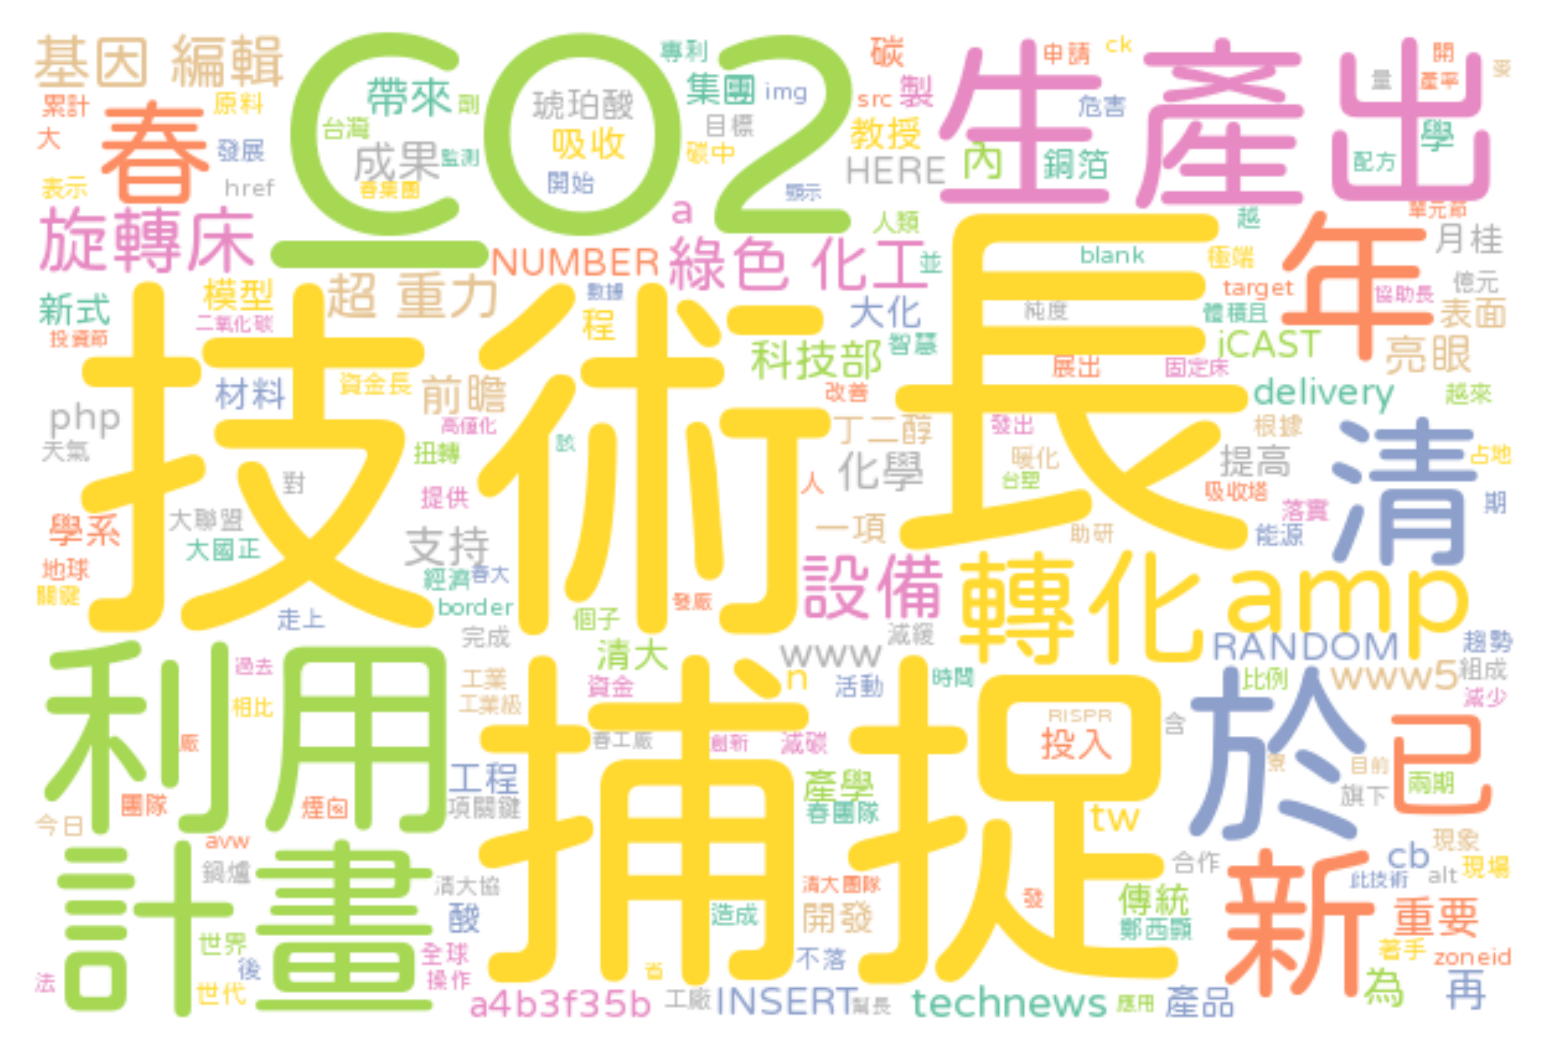 基因 編輯
CO2
生產出
帶來
劑
專利
集團
img
碳
製
src
申請
ck
危害
量
開
產率
麥
累計
大
春
原料
發展
台灣
成果
監測
琥珀酸
吸收
目標
碳中
教授
HERE
內
銅箔
配方
學
表示
href
春集團
開始
顯示
a
人類
越
單元節
月桂
旋轉床
NUMBER
綠色 化工
並
長
blank
極端
年
億元
新式
模型
超 重力
數據
程
大化
純度
target
協助長
體積且
表面
二氧化碳
投資節
技術
科技部
智慧
jCAST
亮眼
材料
資金長
前瞻
改善
展出
固定床
delivery
越來
php
天氣
高值化
扭轉
該
丁二醇
發出
根據
清
占地
對
提供
人
化學
暖化
台塑
提高
吸收塔
期
學系
大聯盟
大國正
支持
一項
助研
落實
能源
地球
關鍵
經濟
春大
border
走上
完成
個子
發廠
設備
轉化
amp
減緩
RANDOM
趨勢
利用
過去
清大
www
n
活動
時間
比例
www5
組成
減少
工業
工業級
資金
相比
廠
捕捉
春工廠
創新
減碳
RISPR
投入
含
於
目前
已
兩期
旗下
工程
項關鍵
產學
春團隊
tw
團隊
煙囪
今日
avw
鍋爐
計畫
清大協
清大團隊
合作
新
cb
現象
此技術
alt
現場
酸
造成
開發
發
傳統
鄭西顯
重要
世界
後
全球
操作
不落
著手
zoneid
法
世代
省
a4b3f35b
工廠
INSERT
幫長
technews
應用
產品
為
再